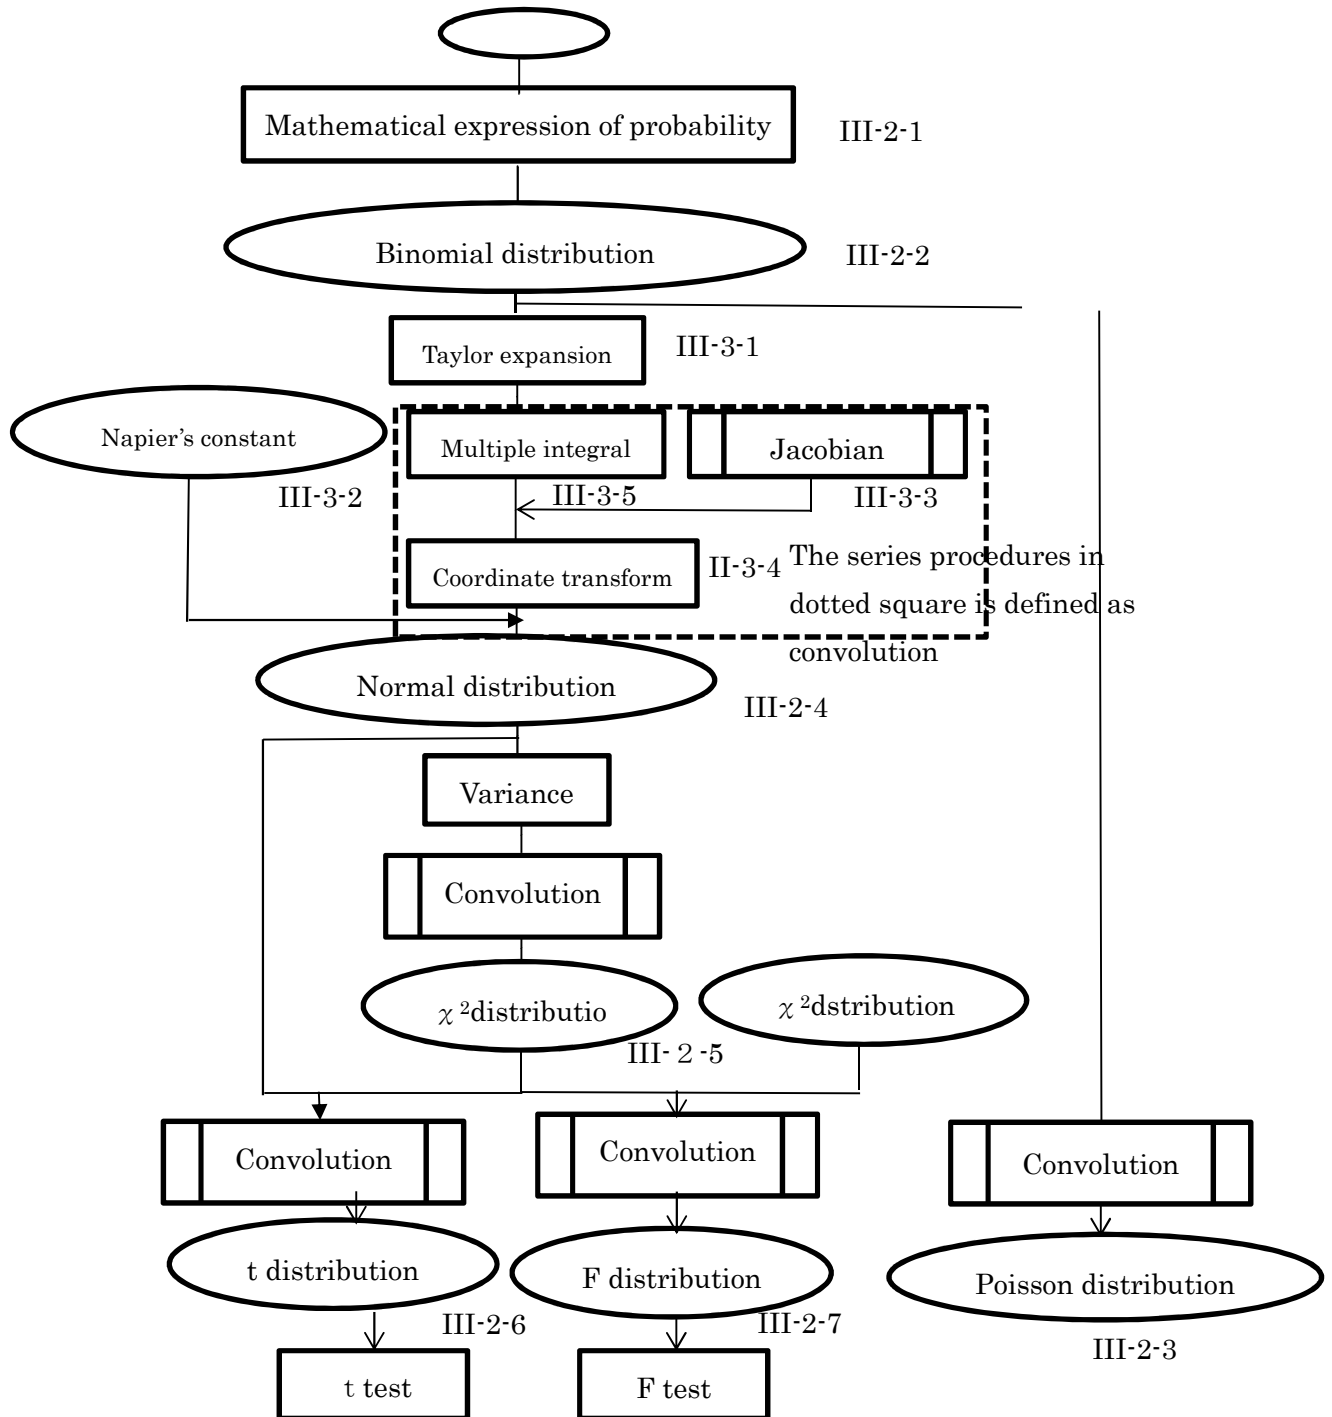 Mathematical expression of probability
III-2-1
Binomial distribution
III-2-2
Taylor expansion
III-3-1
Napier’s constant
III-3-2
Multiple integral
III-3-5
Jacobian
III-3-3
Coordinate transform
II-3-4
The series procedures in
dotted square is defined as
convolution
Normal distribution
III-2-4
Variance
Convolution
χ²distributio
III-２-5
χ²dstribution
Convolution
Convolution
Convolution
t distribution
III-2-6
F distribution
III-2-7
Poisson distribution
III-2-3
t test
F test